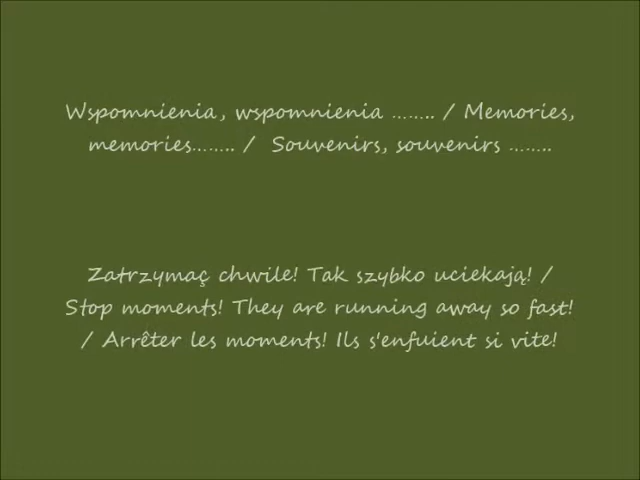 Wspomnienia, wspomnienia …….. / Memories,
memories…….. / Souvenirs, souvenirs ……..
Zatrzymaç chwile! Tak szybko uciekają! /
Stop moments! They are running away so fast!
/ Arrêter les moments! Ils s'enfuient si vite!